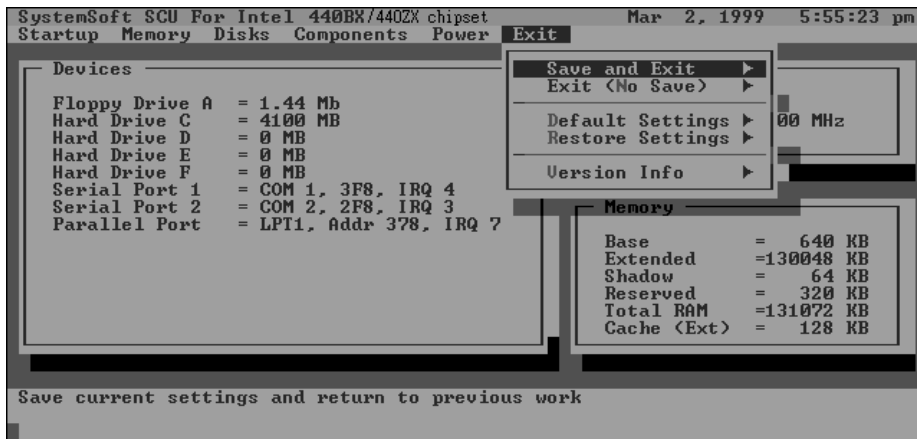 SystemSoft SCU For Intel 440BX/440ZX chipset Mar 2, 1999 5:55:23 pm
Startup Memory Disks Components Power Exit
Devices
Floppy Drive A = 1.44 Mb
Hard Drive C = 4100 MB
Hard Drive D = 0 MB
Hard Drive E = 0 MB
Hard Drive F = 0 MB
Serial Port 1 = COM 1, 3F8, IRQ 4
Serial Port 2 = COM 2, 2F8, IRQ 3
Parallel Port = LPT1, Addr 378, IRQ 7
Save and Exit ►
Exit (No Save) ►
Default Settings ►
Restore Settings ►
Version Info ►
00 MHz
Memory
Base = 640 KB
Extended =130048 KB
Shadow = 64 KB
Reserved = 320 KB
Total RAM =131072 KB
Cache (Ext) = 128 KB
Save current settings and return to previous work